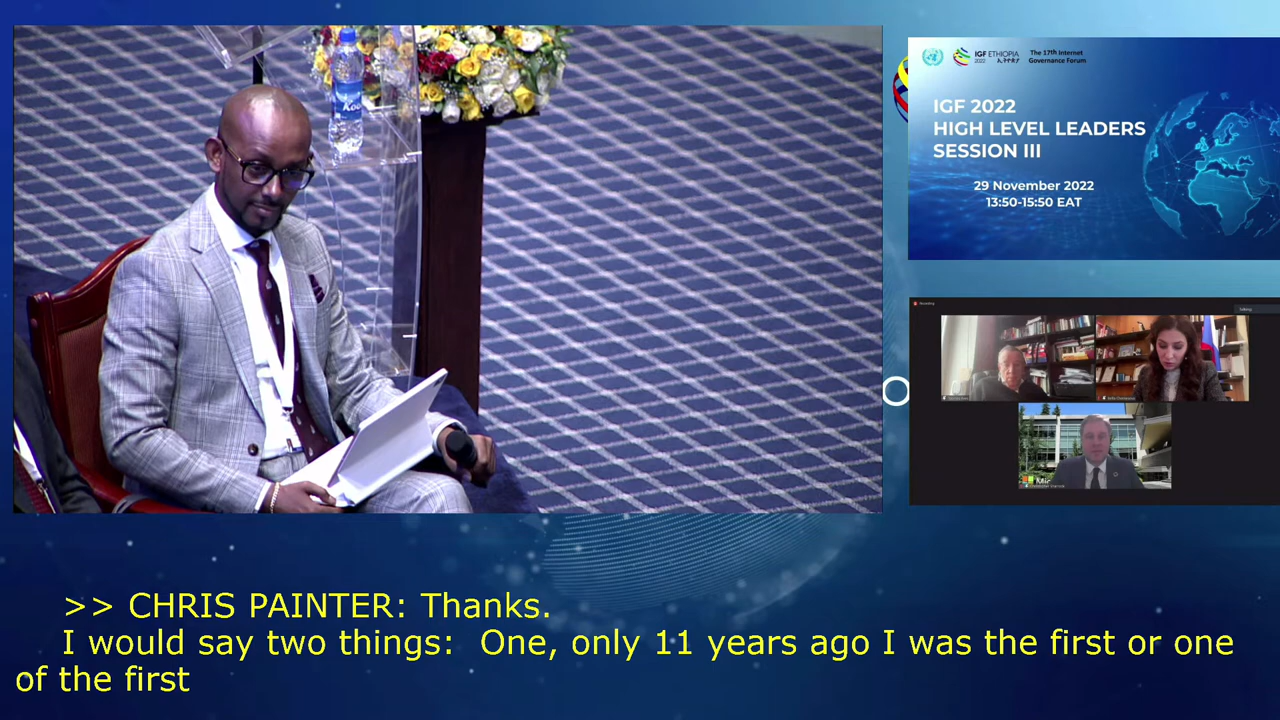 IGF ETHIOPIA
2022 ኢትዮጵያ
The 17th Internet
Governance Forum
IGF 2022
HIGH LEVEL LEADERS
SESSION III
29 November 2022
13:50-15:50 EAT
>> CHRIS PAINTER: Thanks.
I would say two things: One, only 11 years ago I was the first or one
of the first